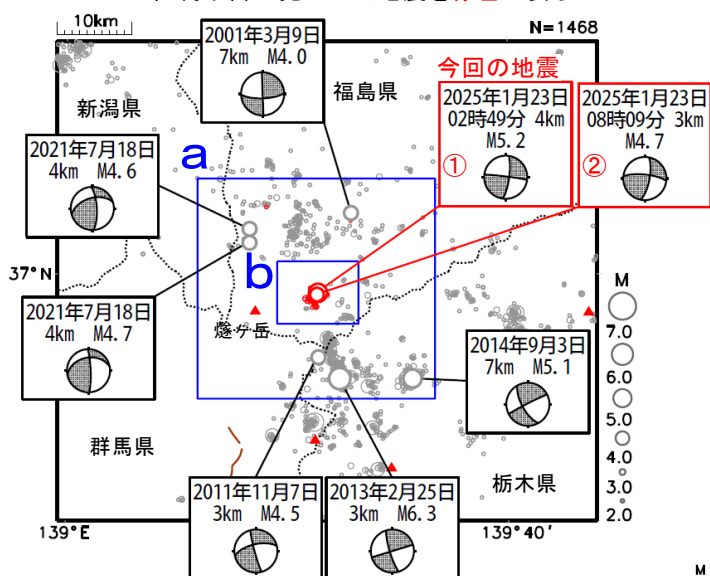 10km
N=1468
2001年3月9日
7km M4.0
新潟県
福島県
今回の地震
2025年1月23日
02時49分 4km
M5.2
①
2025年1月23日
08時09分 3km
M4.7
②
2021年7月18日
4km M4.6
a
b
37°N
燧ヶ岳
2021年7月18日
4km M4.7
2014年9月3日
7km M5.1
M
7.0
6.0
5.0
4.0
3.0
2.0
群馬県
栃木県
2011年11月7日
3km M4.5
2013年2月25日
3km M6.3
139°E
139°40'
M